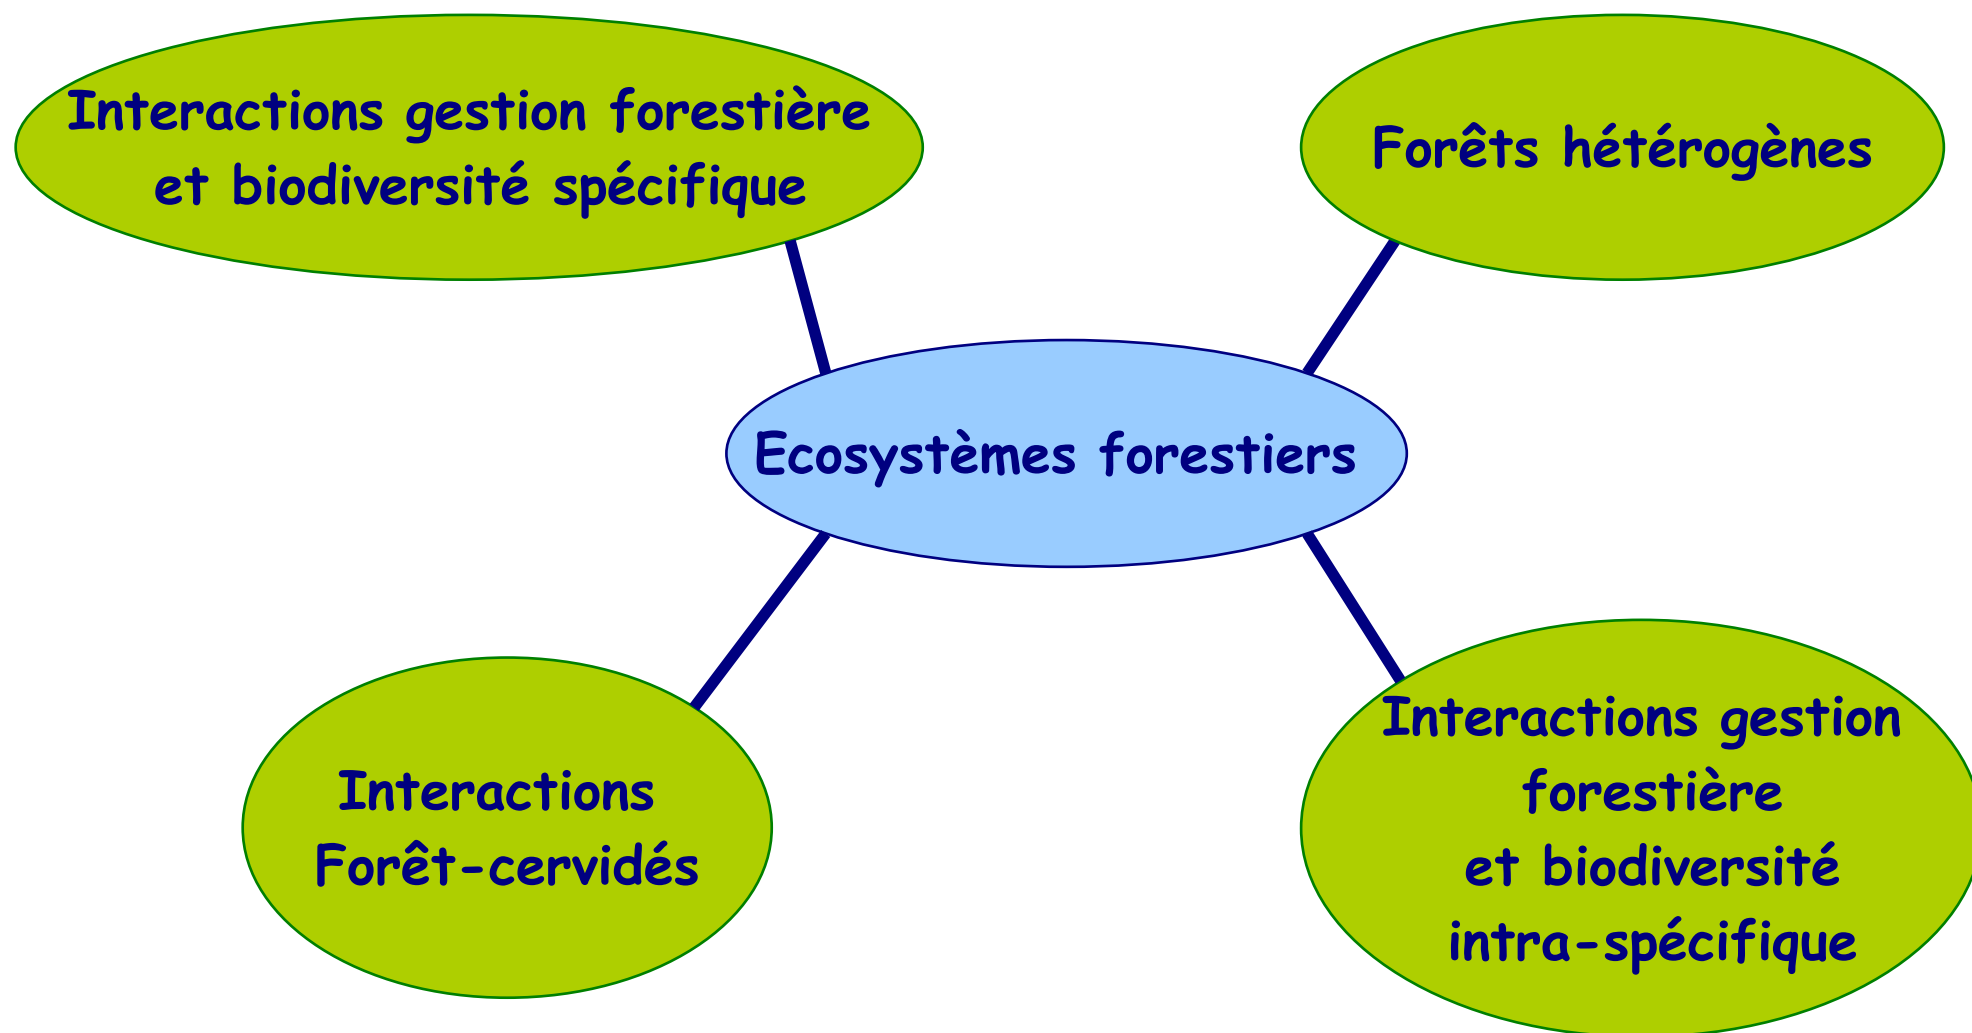 Interactions gestion forestière
et biodiversité spécifique
Forêts hétérogènes
Ecosystèmes forestiers
Interactions
Forêt-cervidés
Interactions gestion
forestière
et biodiversité
intra-spécifique